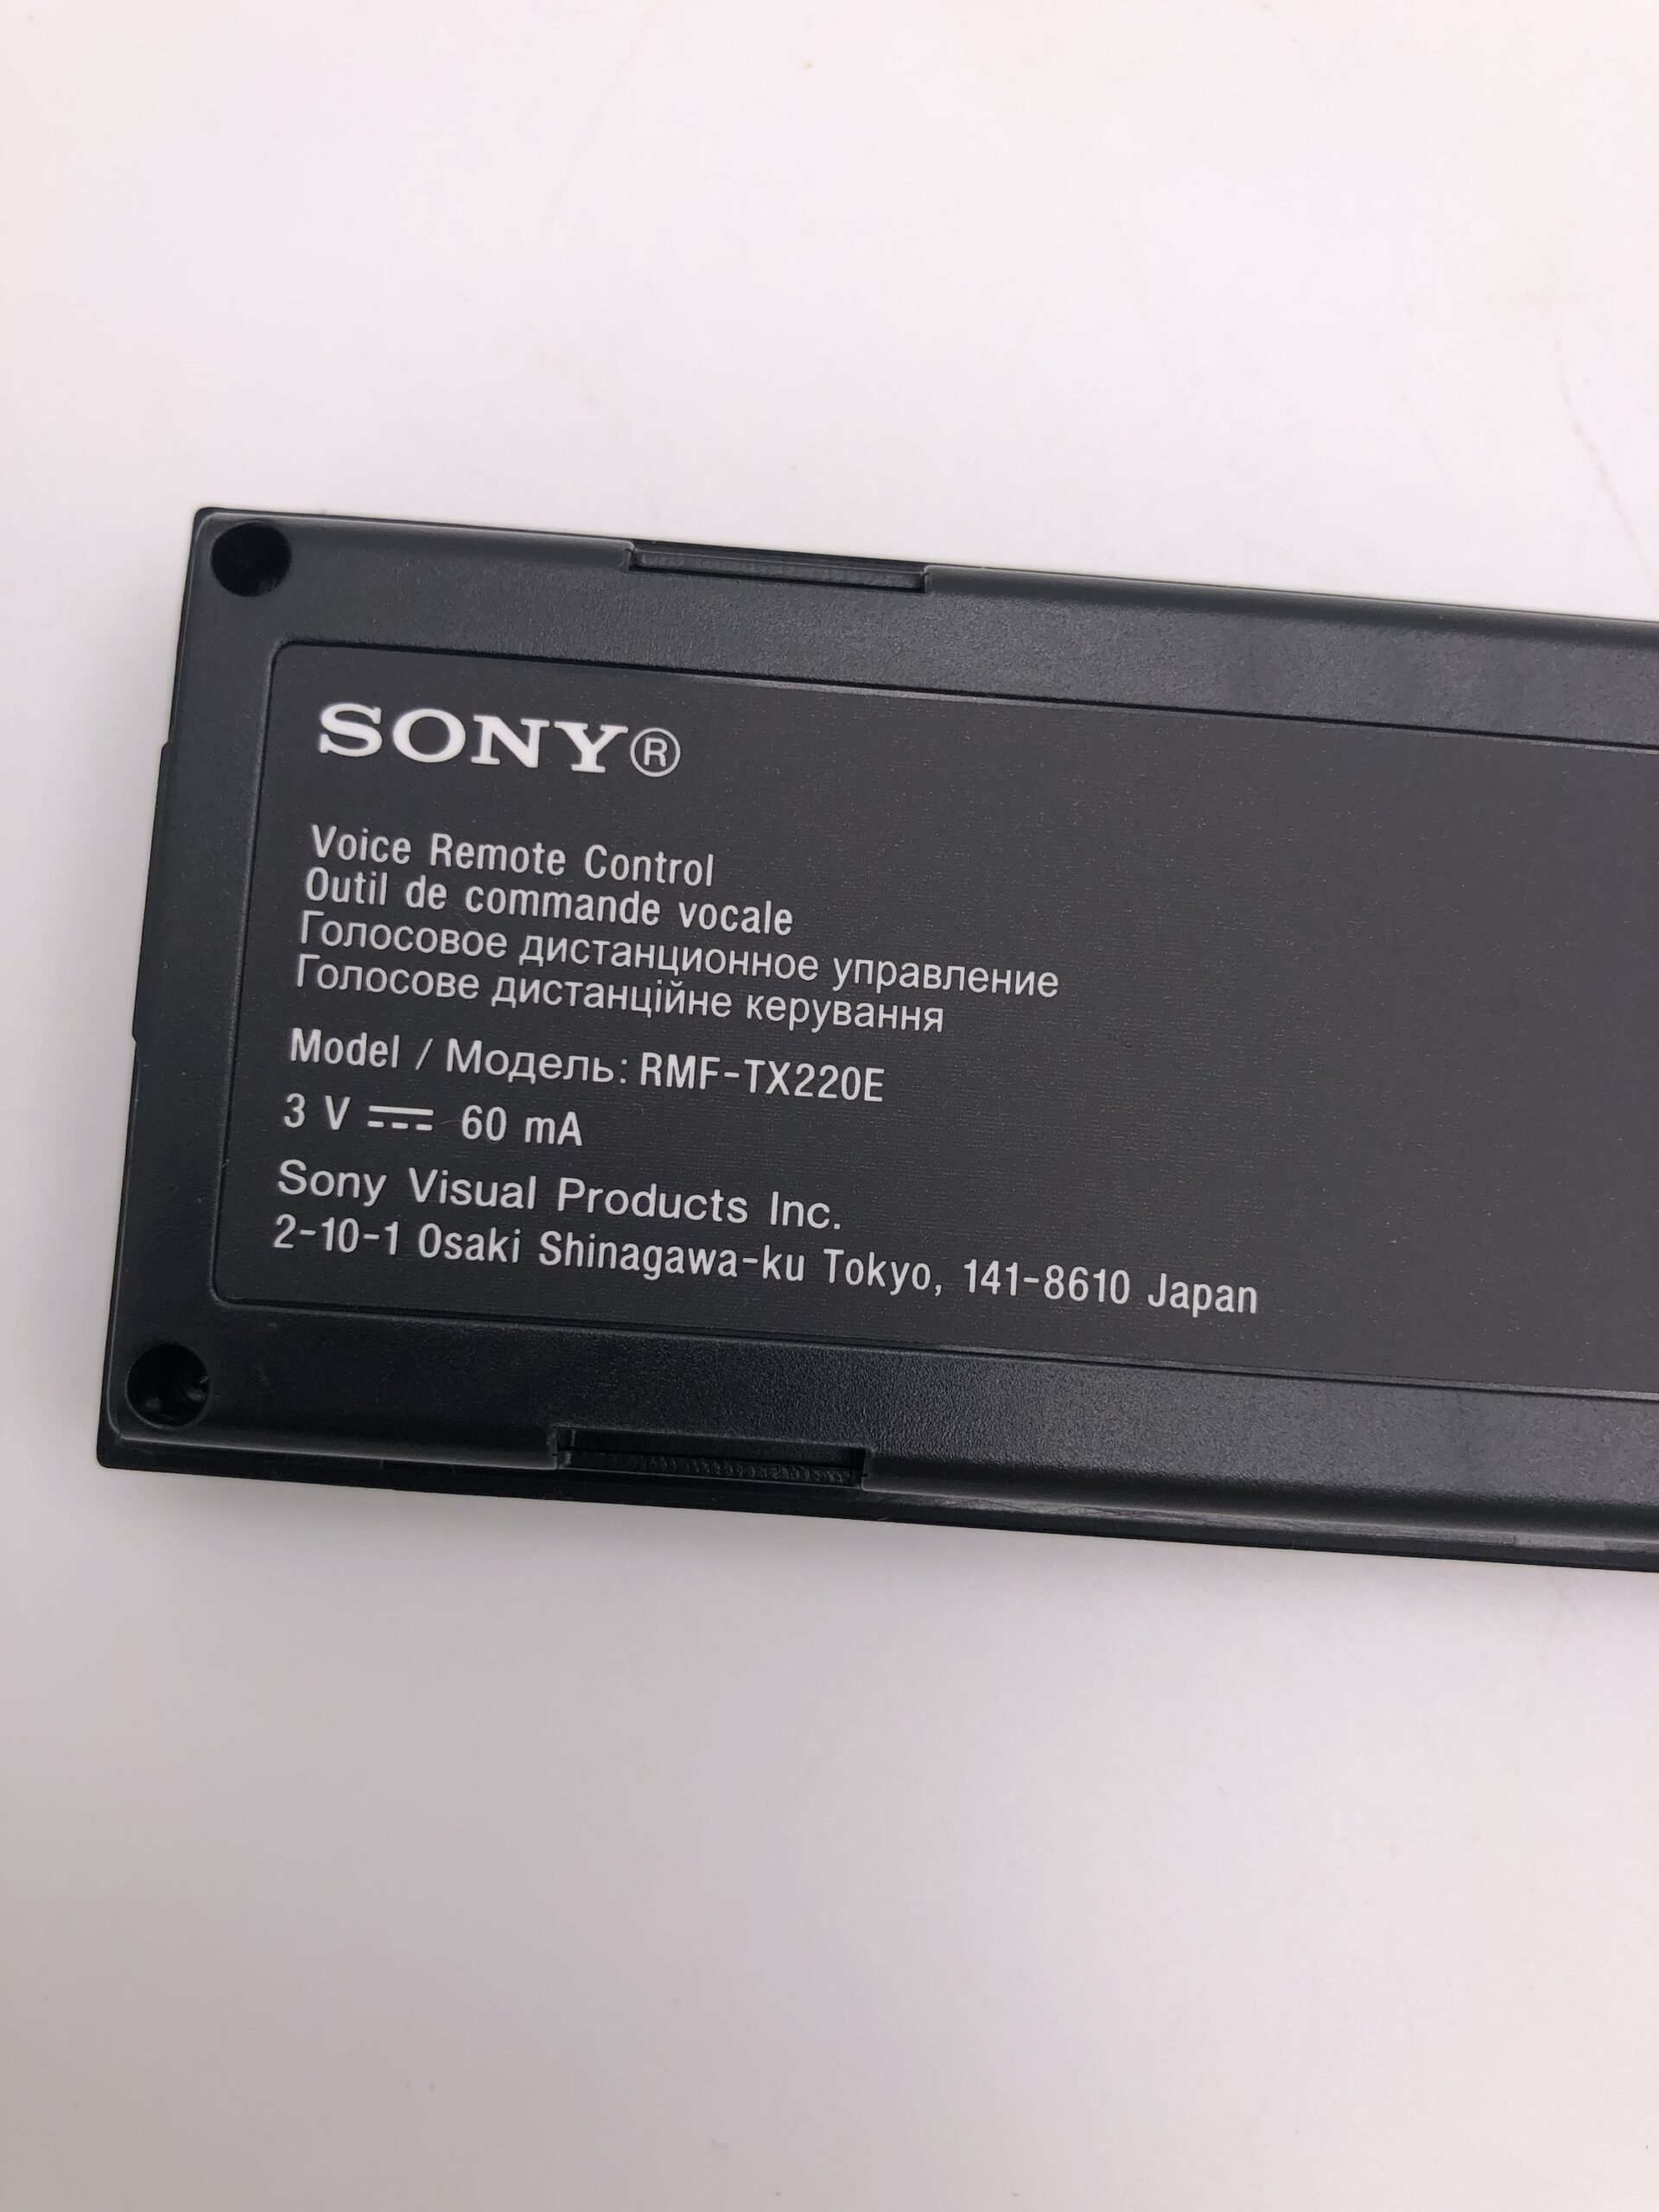 SONY®
Voice Remote Control
Outil de commande vocale
Голосовое дистанционное управление
Голосове дистанційне керування
Model / Модель: RMF-TX220E
3 V ⎓ 60 mA
Sony Visual Products Inc.
2-10-1 Osaki Shinagawa-ku Tokyo, 141-8610 Japan